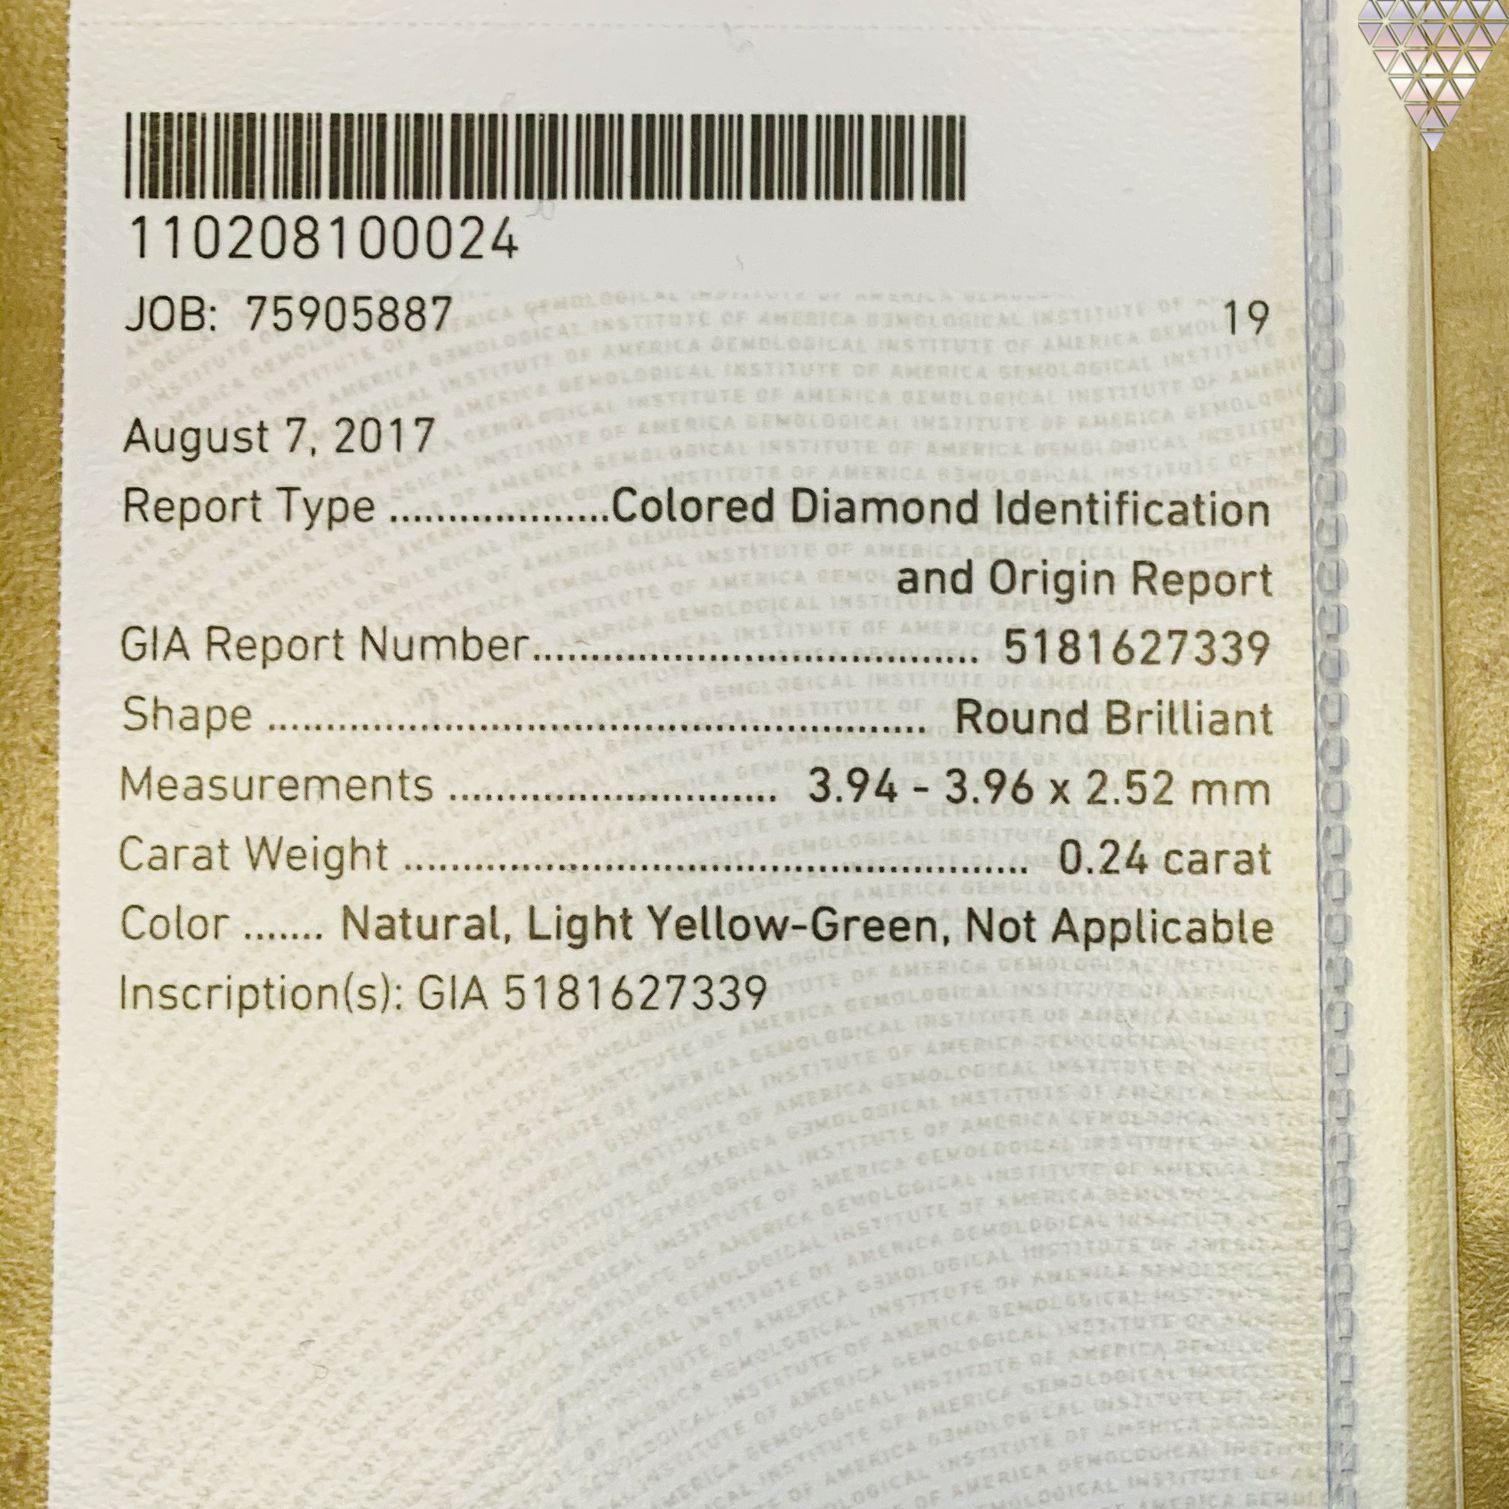 110208100024
JOB: 75905887 19
August 7, 2017
Report Type ...................Colored Diamond Identification
and Origin Report
GIA Report Number...................................... 5181627339
Shape ........................................................ Round Brilliant
Measurements ............................ 3.94 - 3.96 x 2.52 mm
Carat Weight ..................................................... 0.24 carat
Color ....... Natural, Light Yellow-Green, Not Applicable
Inscription(s): GIA 5181627339